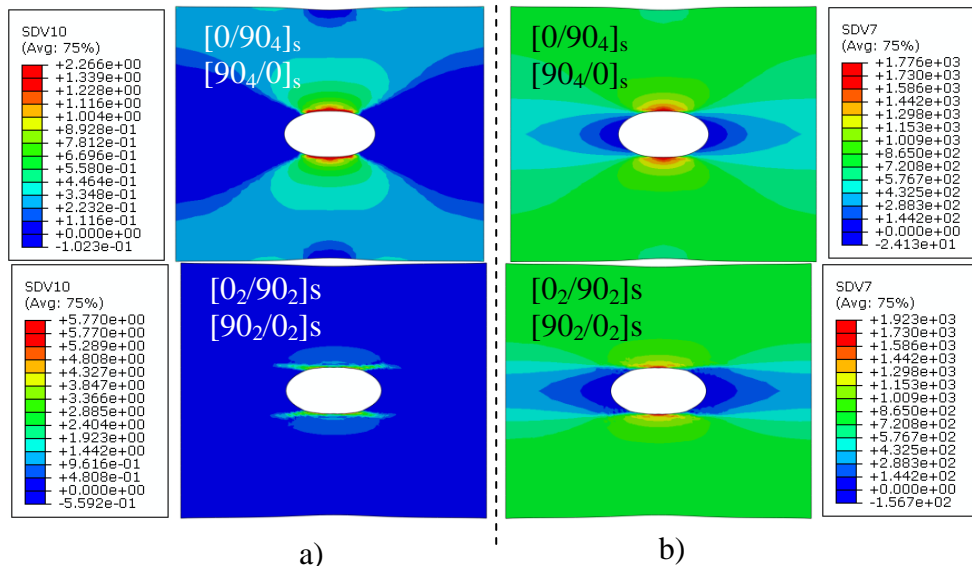 SDV10
(Avg: 75%)
+2.266e+00
+1.339e+00
+1.228e+00
+1.116e+00
+1.004e+00
+8.928e-01
+7.812e-01
+6.696e-01
+5.580e-01
+4.464e-01
+3.348e-01
+2.232e-01
+1.116e-01
+0.000e+00
-1.023e-01
[0/90₄]ₛ
[90₄/0]ₛ
[0/90₄]ₛ
[90₄/0]ₛ
SDV7
(Avg: 75%)
+1.776e+03
+1.730e+03
+1.586e+03
+1.442e+03
+1.298e+03
+1.153e+03
+1.009e+03
+8.650e+02
+7.208e+02
+5.767e+02
+4.325e+02
+2.883e+02
+1.442e+02
+0.000e+00
-2.413e+01
SDV10
(Avg: 75%)
+5.770e+00
+5.770e+00
+5.289e+00
+4.808e+00
+4.327e+00
+3.847e+00
+3.366e+00
+2.885e+00
+2.404e+00
+1.923e+00
+1.442e+00
+9.616e-01
+4.808e-01
+0.000e+00
-5.592e-01
[0₂/90₂]s
[90₂/0₂]s
[0₂/90₂]s
[90₂/0₂]s
SDV7
(Avg: 75%)
+1.923e+03
+1.730e+03
+1.586e+03
+1.442e+03
+1.298e+03
+1.153e+03
+1.009e+03
+8.650e+02
+7.208e+02
+5.767e+02
+4.325e+02
+2.883e+02
+1.442e+02
+0.000e+00
-1.567e+02
a)
b)